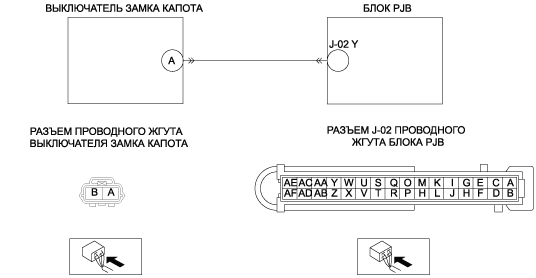 ВЫКЛЮЧАТЕЛЬ ЗАМКА КАПОТА
БЛОК PJB
J-02 Y
A
РАЗЪЕМ ПРОВОДНОГО ЖГУТА
ВЫКЛЮЧАТЕЛЯ ЗАМКА КАПОТА
РАЗЪЕМ J-02 ПРОВОДНОГО
ЖГУТА БЛОКА PJB
B A
AE AC AA Y W U S Q O M K I G E C A
AF AD AB Z X V T R P H L J H F D B